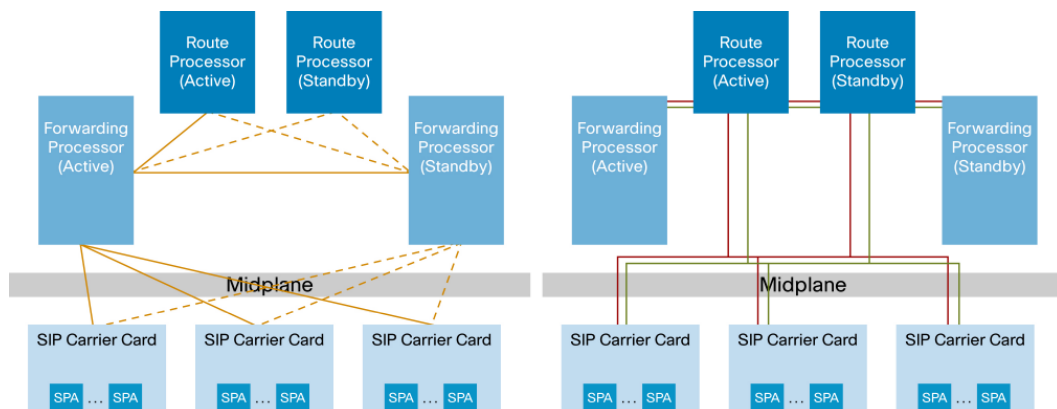 Route
Processor
(Active)
Route
Processor
(Standby)
Forwarding
Processor
(Active)
Forwarding
Processor
(Standby)
Midplane
SIP Carrier Card
SIP Carrier Card
SIP Carrier Card
SPA ... SPA
SPA ... SPA
SPA ... SPA
Route
Processor
(Active)
Route
Processor
(Standby)
Forwarding
Processor
(Active)
Forwarding
Processor
(Standby)
Midplane
SIP Carrier Card
SIP Carrier Card
SIP Carrier Card
SPA ... SPA
SPA ... SPA
SPA ... SPA